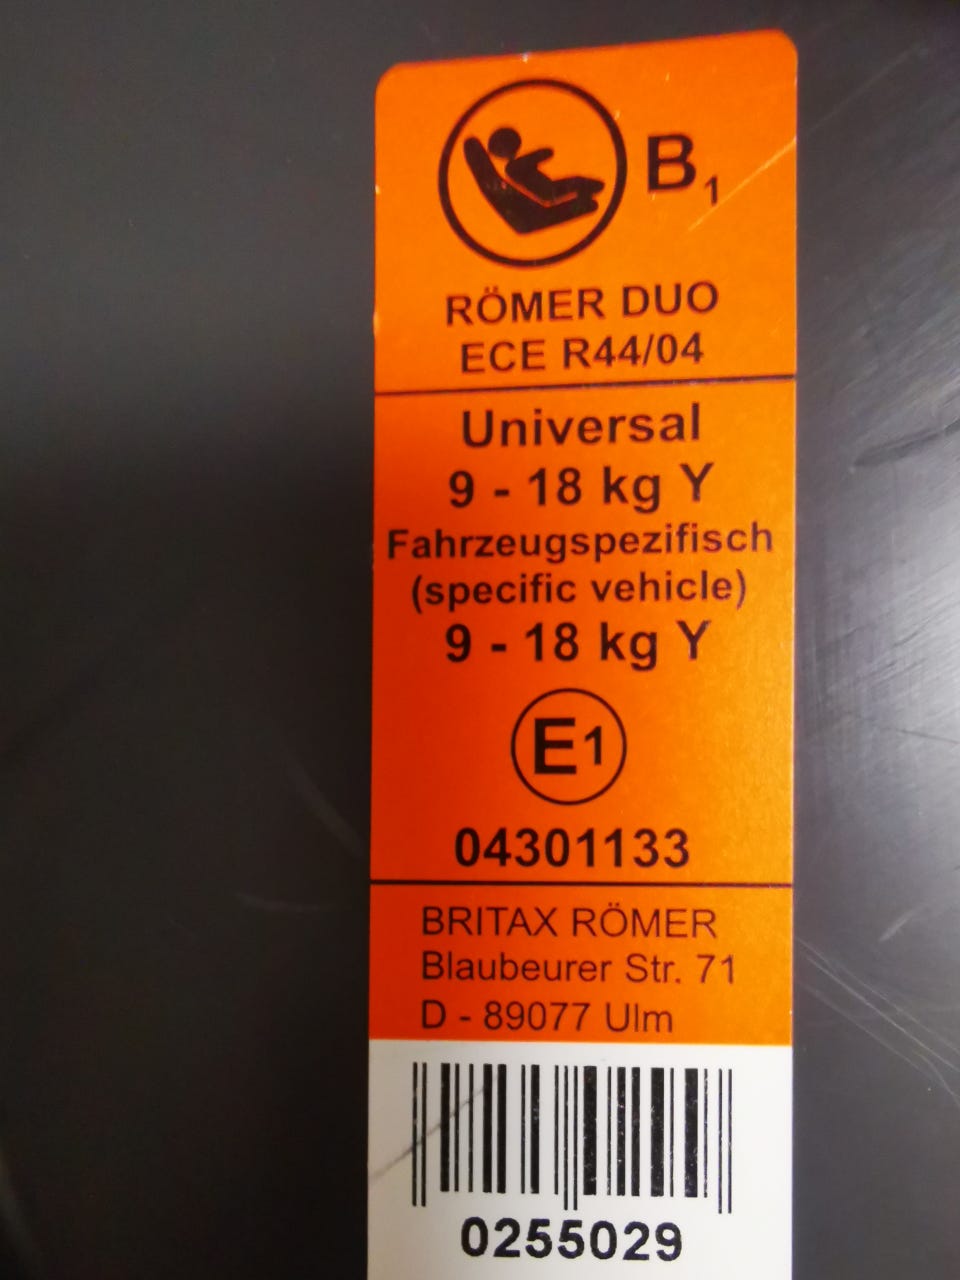 B1
RÖMER DUO
ECE R44/04
Universal
9 - 18 kg Y
Fahrzeugspezifisch
(specific vehicle)
9 - 18 kg Y
E1
04301133
BRITAX RÖMER
Blaubeurer Str. 71
D - 89077 Ulm
0255029